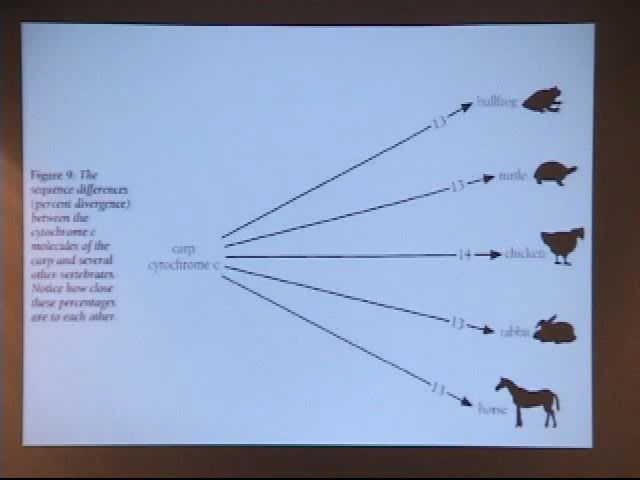 Figure 9. The
sequence differences
(percent divergence)
between the
cytochrome c
molecules of the
carp and several
other vertebrates.
Notice how close
these percentages
are to each other.
carp
cytochrome c
13
bullfrog
13
turtle
14
chicken
13
rabbit
13
horse